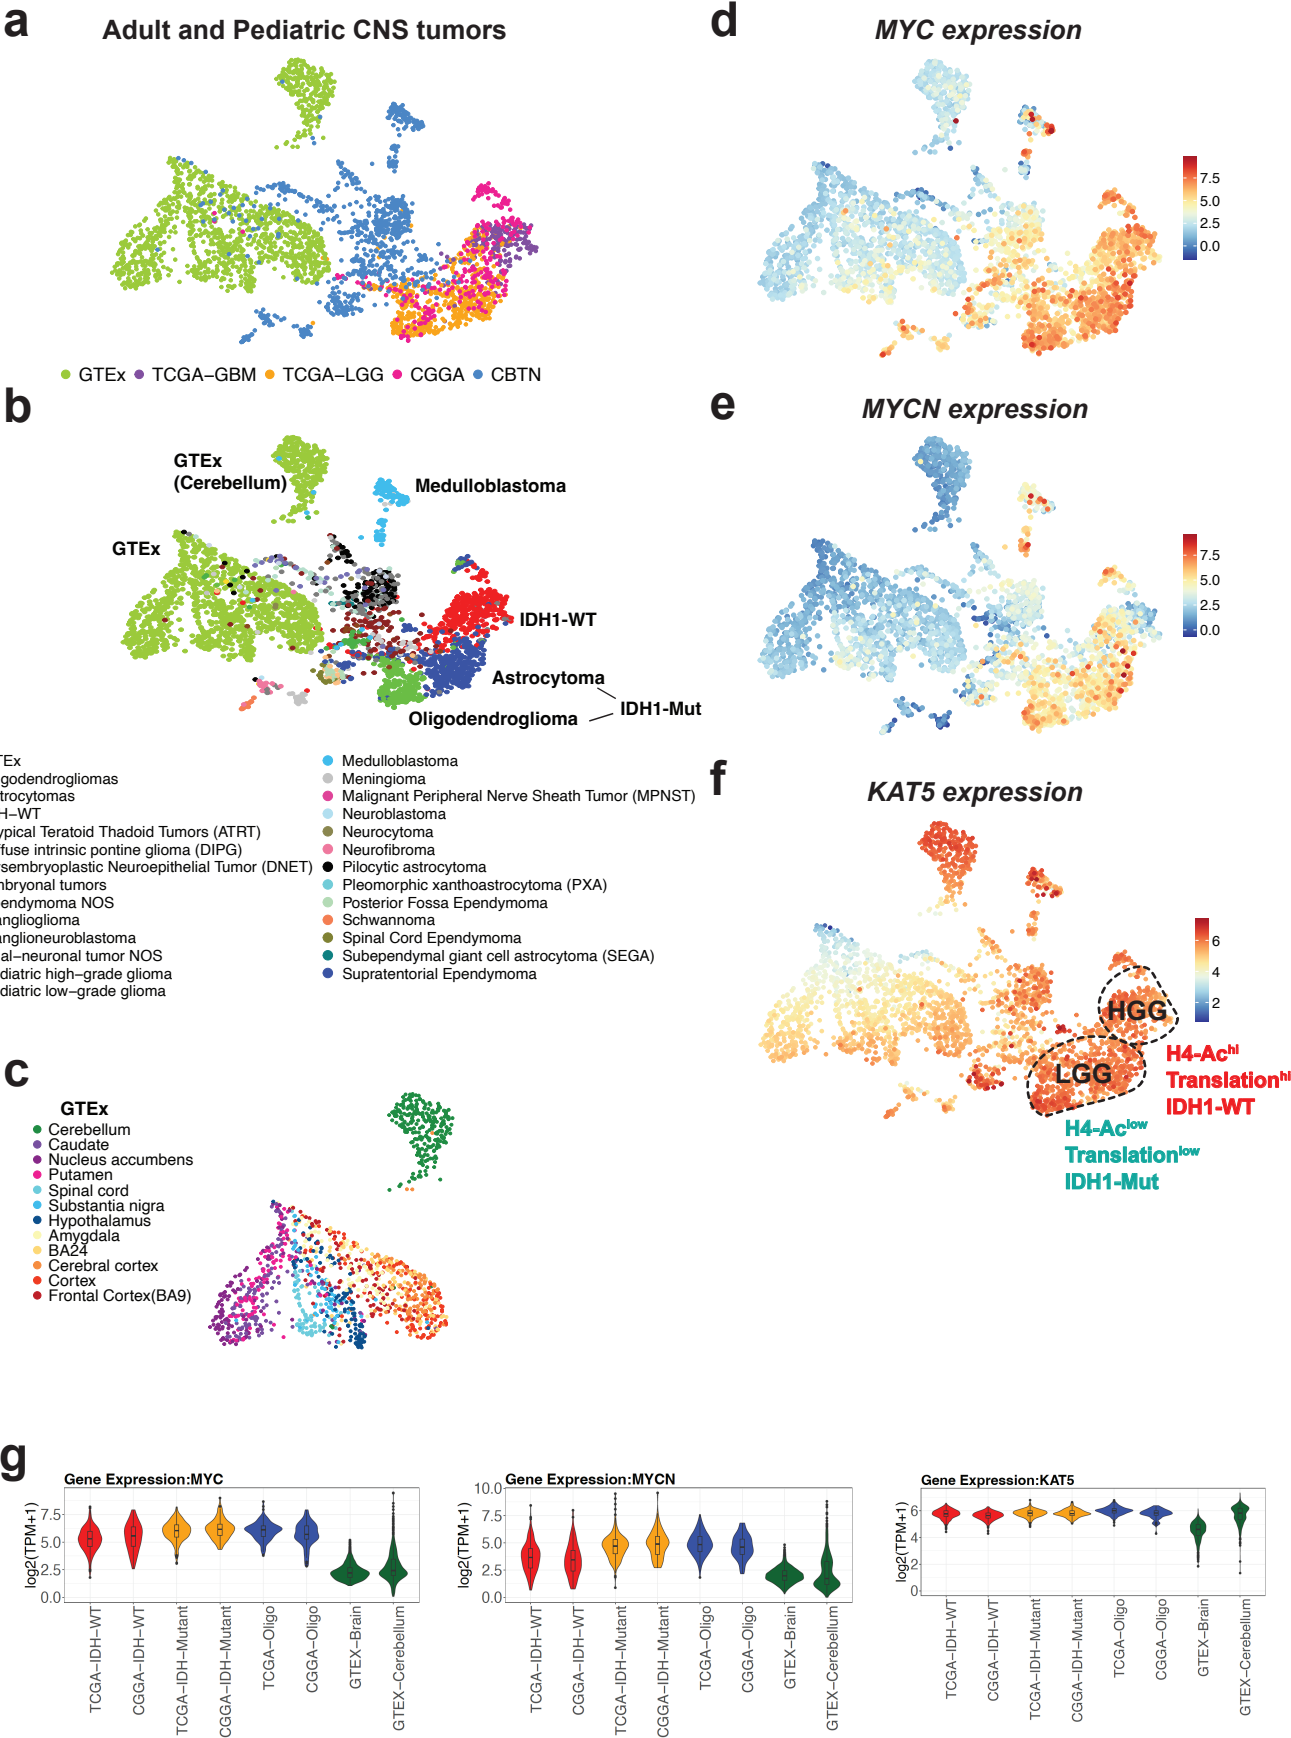 a
Adult and Pediatric CNS tumors
GTEx TCGA−GBM TCGA−LGG CGGA CBTN
b
GTEx
(Cerebellum)
Medulloblastoma
GTEx
IDH1-WT
Astrocytoma
IDH1-Mut
Oligodendroglioma
TEx
godendrogliomas
trocytomas
H−WT
ypical Teratoid Thadoid Tumors (ATRT)
ffuse intrinsic pontine glioma (DIPG)
sembryoplastic Neuroepithelial Tumor (DNET)
nbryonal tumors
endymoma NOS
anglioglioma
anglioneuroblastoma
ial−neuronal tumor NOS
diatric high−grade glioma
diatric low−grade glioma
Medulloblastoma
Meningioma
Malignant Peripheral Nerve Sheath Tumor (MPNST)
Neuroblastoma
Neurocytoma
Neurofibroma
Pilocytic astrocytoma
Pleomorphic xanthoastrocytoma (PXA)
Posterior Fossa Ependymoma
Schwannoma
Spinal Cord Ependymoma
Subependymal giant cell astrocytoma (SEGA)
Supratentorial Ependymoma
c
GTEx
Cerebellum
Caudate
Nucleus accumbens
Putamen
Spinal cord
Substantia nigra
Hypothalamus
Amygdala
BA24
Cerebral cortex
Cortex
Frontal Cortex(BA9)
d
MYC expression
7.5
5.0
2.5
0.0
e
MYCN expression
7.5
5.0
2.5
0.0
f
KAT5 expression
6
4
2
HGG
LGG
H4-Achi
Translationhi
IDH1-WT
H4-Aclow
Translationlow
IDH1-Mut
g
Gene Expression:MYC
log2(TPM+1)
7.5
5.0
2.5
0.0
TCGA−IDH−WT
CGGA−IDH−WT
TCGA−IDH−Mutant
CGGA−IDH−Mutant
TCGA−Oligo
CGGA−Oligo
GTEX−Brain
GTEX−Cerebellum
Gene Expression:MYCN
log2(TPM+1)
10.0
7.5
5.0
2.5
0.0
TCGA−IDH−WT
CGGA−IDH−WT
TCGA−IDH−Mutant
CGGA−IDH−Mutant
TCGA−Oligo
CGGA−Oligo
GTEX−Brain
GTEX−Cerebellum
Gene Expression:KAT5
log2(TPM+1)
6
4
2
0
TCGA−IDH−WT
CGGA−IDH−WT
TCGA−IDH−Mutant
CGGA−IDH−Mutant
TCGA−Oligo
CGGA−Oligo
GTEX−Brain
GTEX−Cerebellum